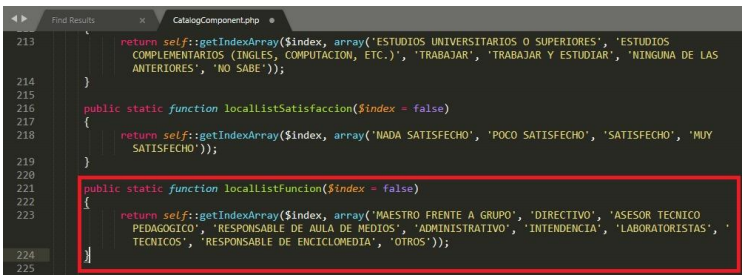 Find Results × CatalogComponent.php
213 return self::getIndexArray($index, array('ESTUDIOS UNIVERSITARIOS O SUPERIORES', 'ESTUDIOS
COMPLEMENTARIOS (INGLES, COMPUTACION, ETC.)', 'TRABAJAR', 'TRABAJAR Y ESTUDIAR', 'NINGUNA DE LAS
ANTERIORES', 'NO SABE'));
214 }
215
216 public static function localListSatisfaccion($index = false)
217 {
218 return self::getIndexArray($index, array('NADA SATISFECHO', 'POCO SATISFECHO', 'SATISFECHO', 'MUY
SATISFECHO'));
219 }
220
221 public static function localListFuncion($index = false)
222 {
223 return self::getIndexArray($index, array('MAESTRO FRENTE A GRUPO', 'DIRECTIVO', 'ASESOR TECNICO
PEDAGOGICO', 'RESPONSABLE DE AULA DE MEDIOS', 'ADMINISTRATIVO', 'INTENDENCIA', 'LABORATORISTAS', '
TECNICOS', 'RESPONSABLE DE ENCICLOMEDIA', 'OTROS'));
224 }
225